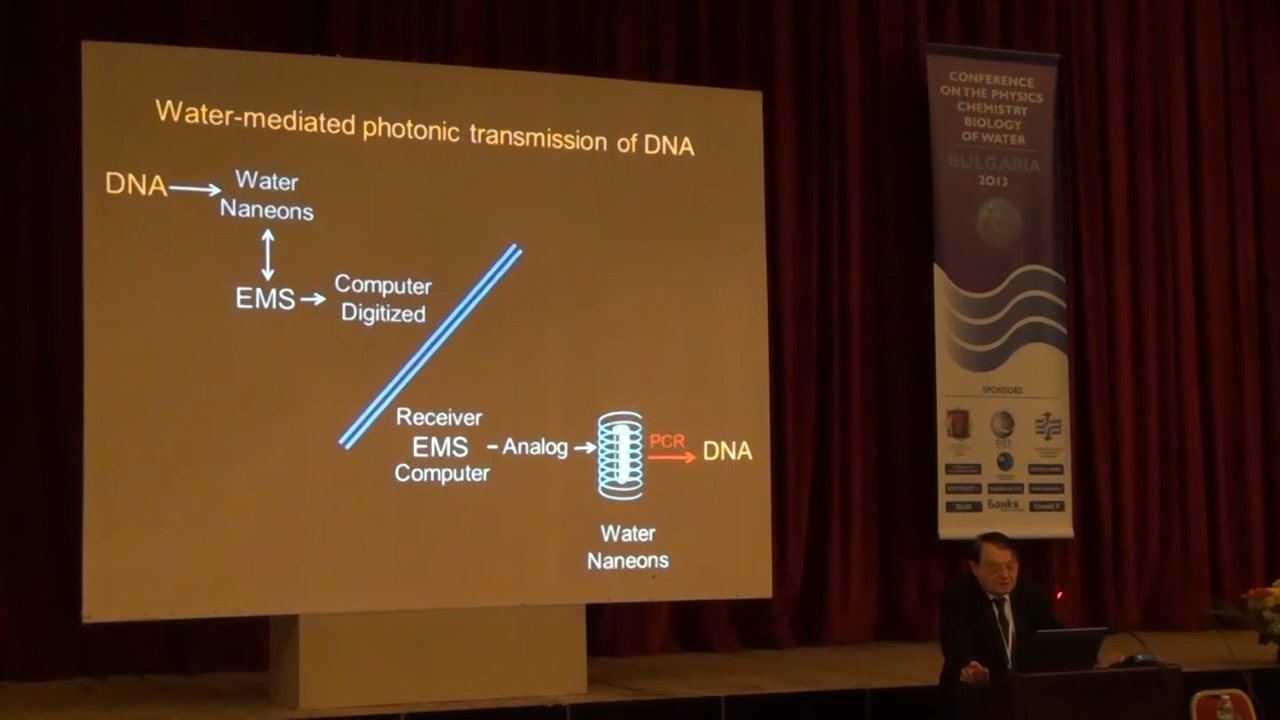 Water-mediated photonic transmission of DNA
DNA
Water
Naneons
EMS
Computer
Digitized
Receiver
EMS
Computer
Analog
PCR
DNA
Water
Naneons
CONFERENCE
ON THE PHYSICS
CHEMISTRY
BIOLOGY
OF WATER
BULGARIA
2013
SPONSORS